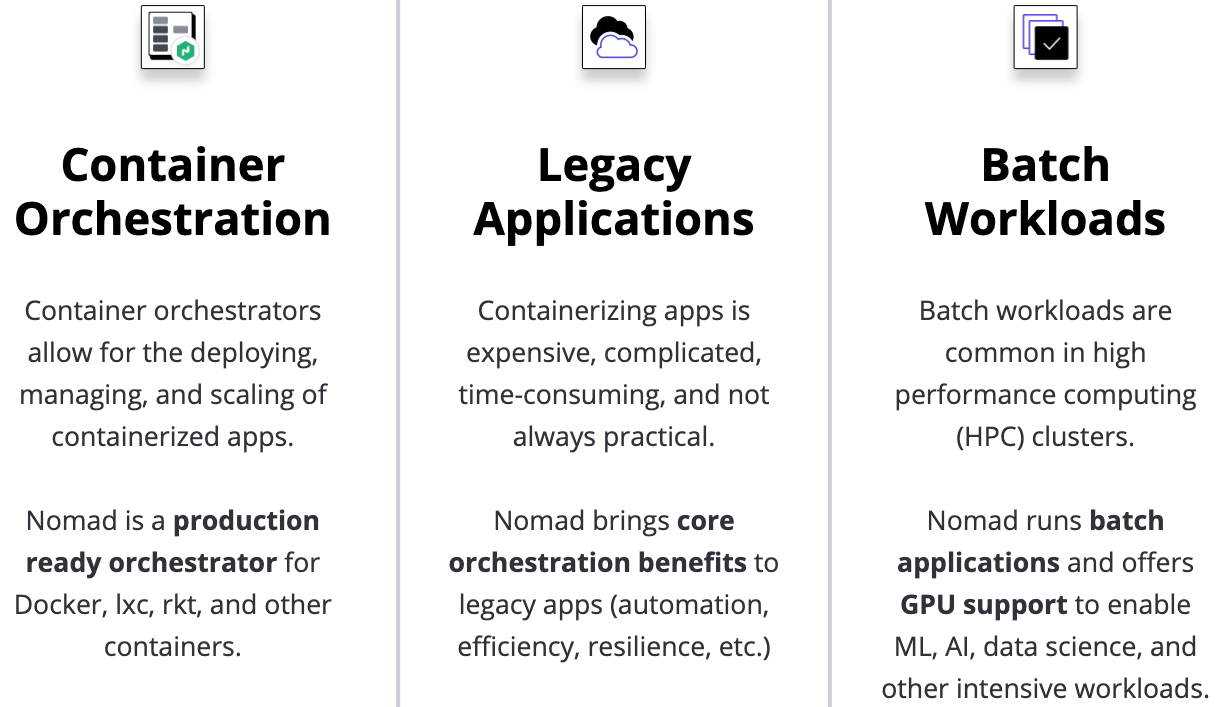 Container
Orchestration
Container orchestrators
allow for the deploying,
managing, and scaling of
containerized apps.
Nomad is a production
ready orchestrator for
Docker, lxc, rkt, and other
containers.
Legacy
Applications
Containerizing apps is
expensive, complicated,
time-consuming, and not
always practical.
Nomad brings core
orchestration benefits to
legacy apps (automation,
efficiency, resilience, etc.)
Batch
Workloads
Batch workloads are
common in high
performance computing
(HPC) clusters.
Nomad runs batch
applications and offers
GPU support to enable
ML, AI, data science, and
other intensive workloads.